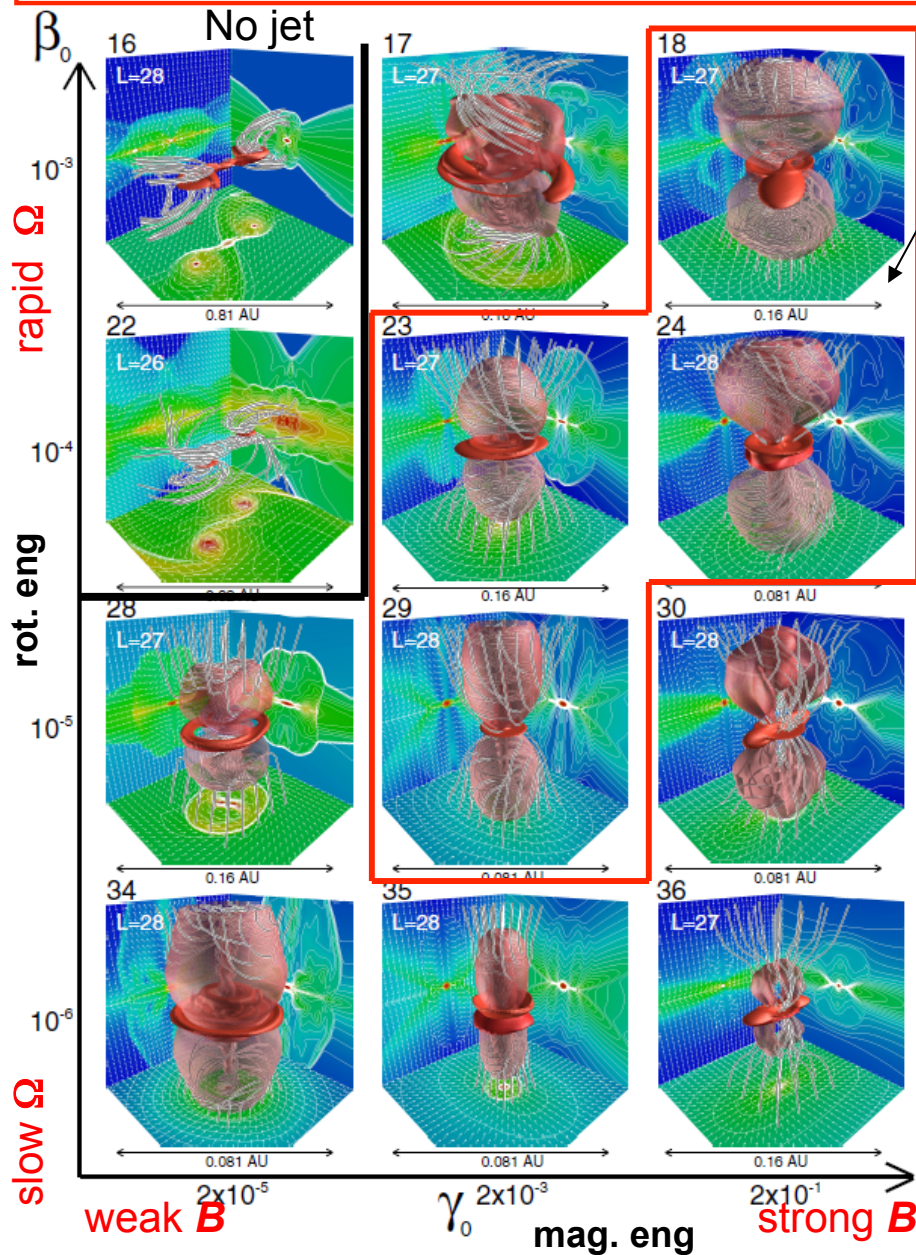 No jet
β₀
16
17
18
L=28
L=27
L=27
10⁻³
rapid Ω
0.81 AU
0.16 AU
22
23
24
L=26
L=27
L=28
10⁻⁴
rot. eng
0.16 AU
0.081 AU
28
29
30
L=27
L=28
L=28
10⁻⁵
0.16 AU
0.081 AU
0.081 AU
34
35
36
L=28
L=28
L=27
10⁻⁶
slow Ω
0.081 AU
0.081 AU
0.16 AU
2x10⁻⁵
γ₀
2x10⁻³
2x10⁻¹
weak B
mag. eng
strong B